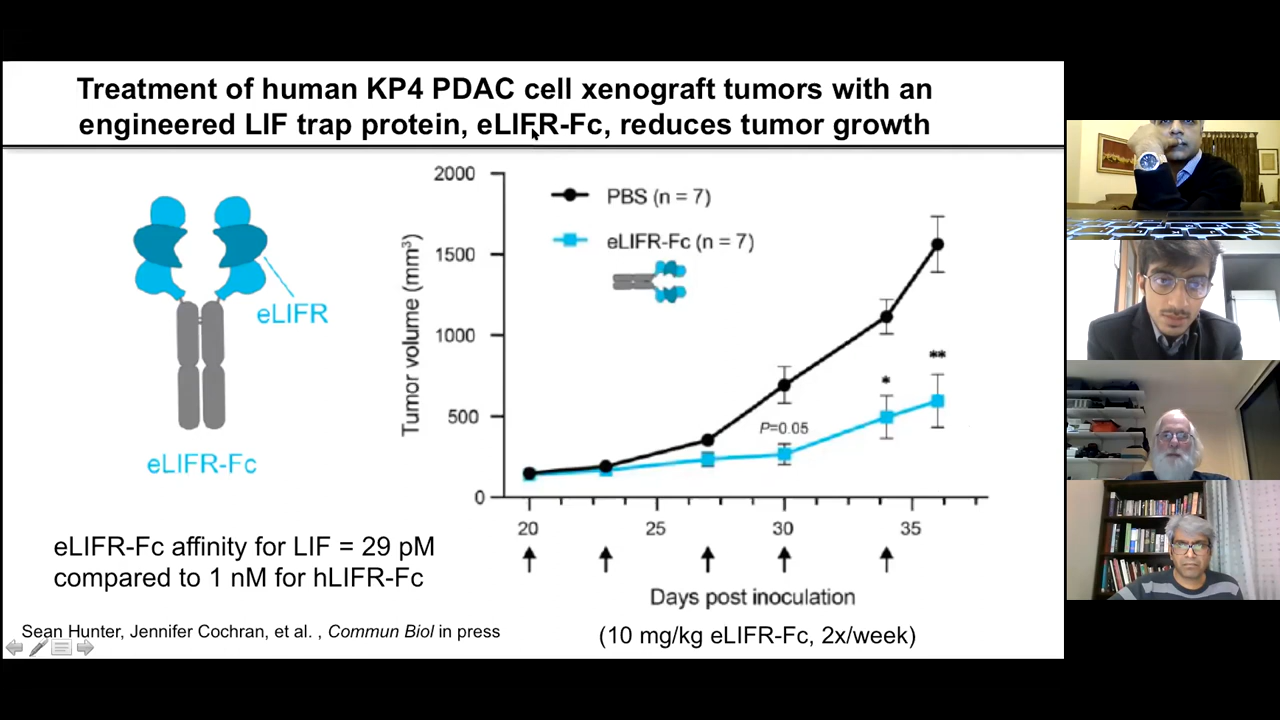 Treatment of human KP4 PDAC cell xenograft tumors with an
engineered LIF trap protein, eLIFR-Fc, reduces tumor growth
eLIFR
eLIFR-Fc
eLIFR-Fc affinity for LIF = 29 pM
compared to 1 nM for hLIFR-Fc
Sean Hunter, Jennifer Cochran, et al. , Commun Biol in press
Tumor volume (mm³)
2000
1500
1000
500
0
PBS (n = 7)
eLIFR-Fc (n = 7)
P=0.05
*
**
20 25 30 35
Days post inoculation
(10 mg/kg eLIFR-Fc, 2x/week)